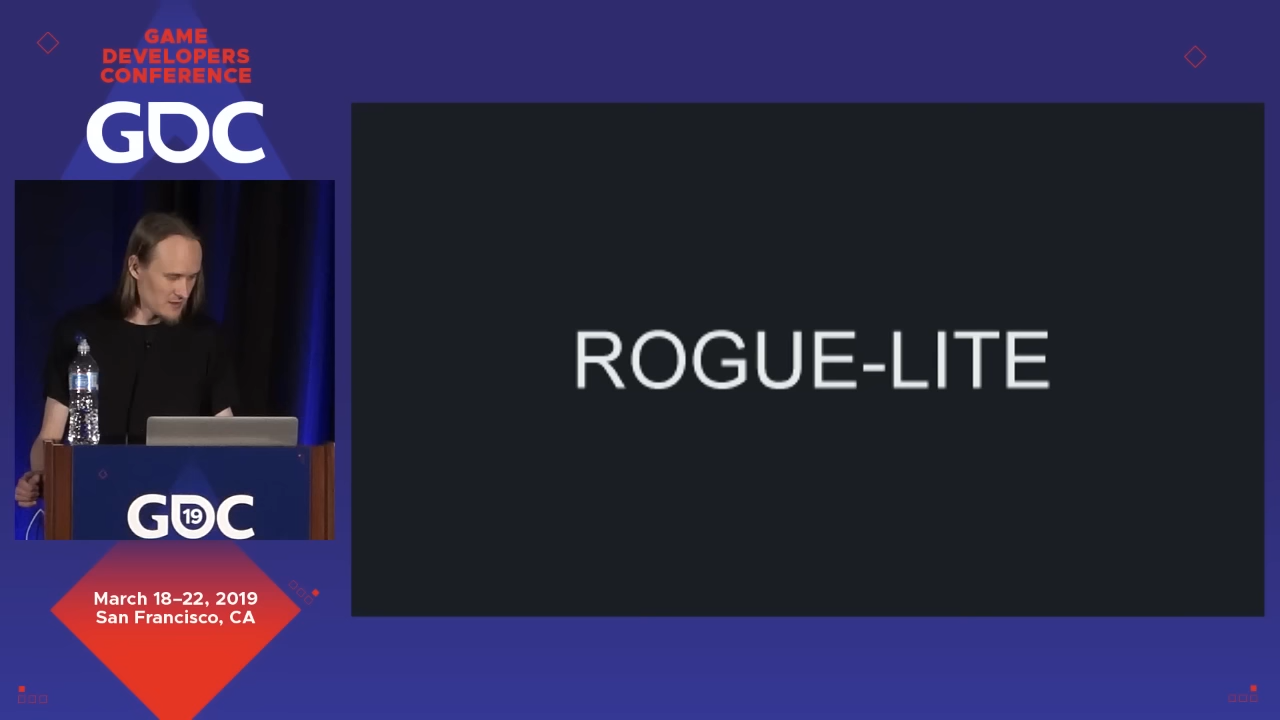 GAME
DEVELOPERS
CONFERENCE
GDC
ROGUE-LITE
GDC
19
March 18–22, 2019
San Francisco, CA